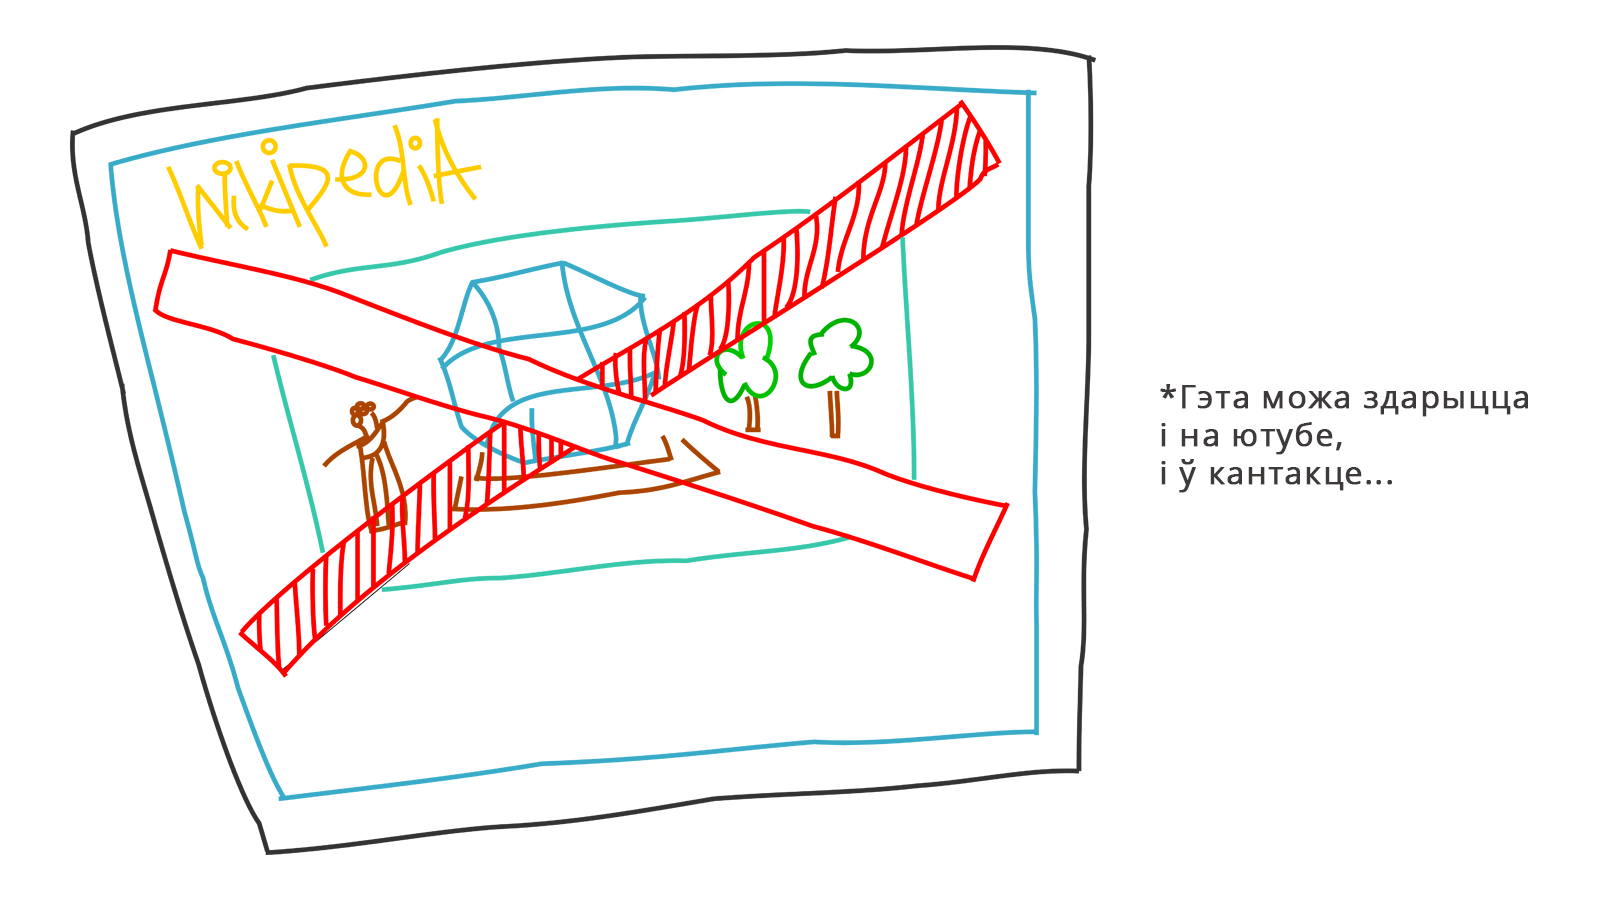 WikipediA
*Гэта можа здарыцца
і на ютубе,
і ў кантакце...